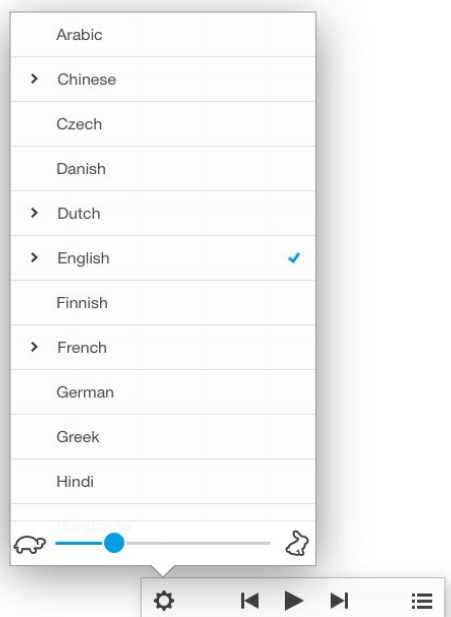 Arabic
Chinese
Czech
Danish
Dutch
English
Finnish
French
German
Greek
Hindi